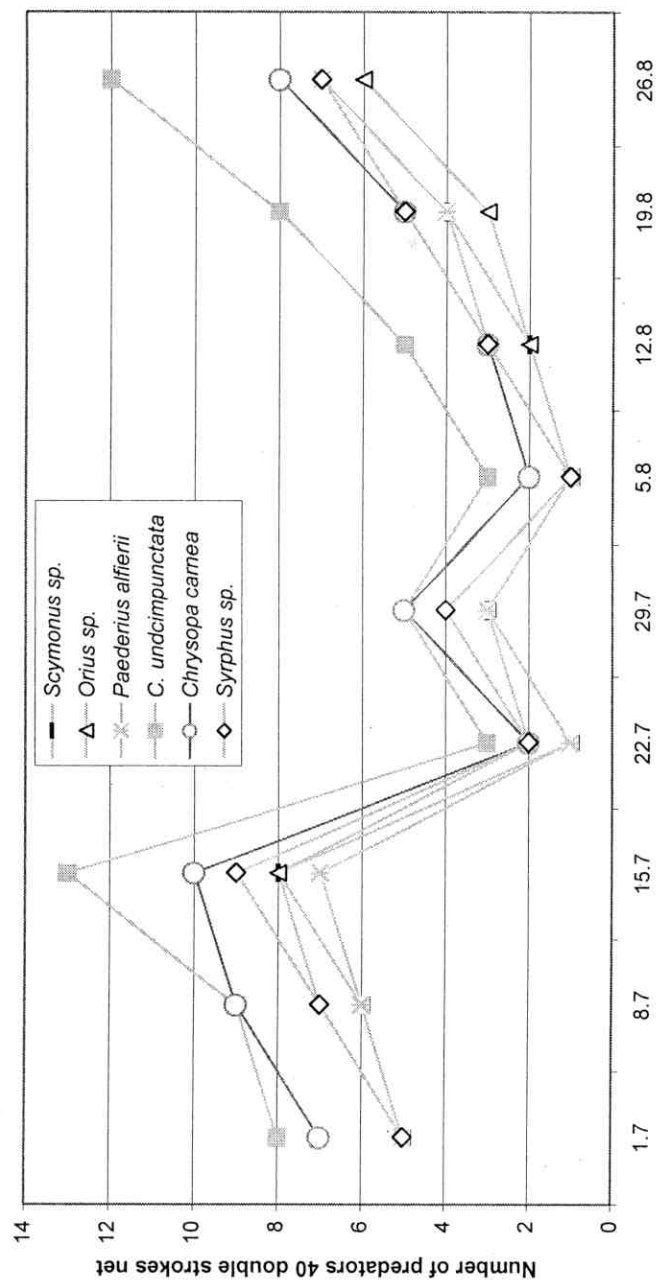 Number of predators 40 double strokes net
14
12
10
8
6
4
2
0
Scymonus sp.
Orius sp.
Paederius alfierii
C. undcimpunctata
Chrysopa carnea
Syrphus sp.
1.7 8.7 15.7 22.7 29.7 5.8 12.8 19.8 26.8